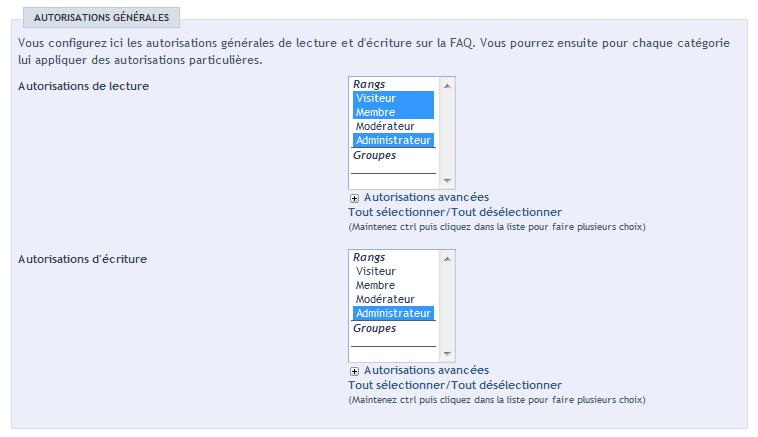 AUTORISATIONS GÉNÉRALES
Vous configurez ici les autorisations générales de lecture et d'écriture sur la FAQ. Vous pourrez ensuite pour chaque catégorie
lui appliquer des autorisations particulières.
Autorisations de lecture
Rangs
Visiteur
Membre
Modérateur
Administrateur
Groupes
Autorisations avancées
Tout sélectionner/Tout désélectionner
(Maintenez ctrl puis cliquez dans la liste pour faire plusieurs choix)
Autorisations d'écriture
Rangs
Visiteur
Membre
Modérateur
Administrateur
Groupes
Autorisations avancées
Tout sélectionner/Tout désélectionner
(Maintenez ctrl puis cliquez dans la liste pour faire plusieurs choix)